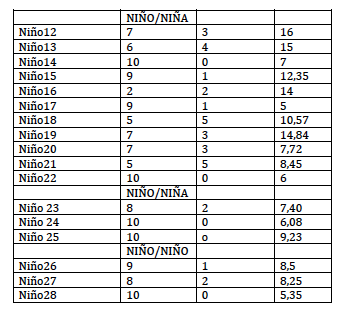 NIÑO/NIÑA
Niño12 7 3 16
Niño13 6 4 15
Niño14 10 0 7
Niño15 9 1 12,35
Niño16 2 2 14
Niño17 9 1 5
Niño18 5 5 10,57
Niño19 7 3 14,84
Niño20 7 3 7,72
Niño21 5 5 8,45
Niño22 10 0 6
NIÑO/NIÑA
Niño 23 8 2 7,40
Niño 24 10 0 6,08
Niño 25 10 o 9,23
NIÑO/NIÑO
Niño26 9 1 8,5
Niño27 8 2 8,25
Niño28 10 0 5,35